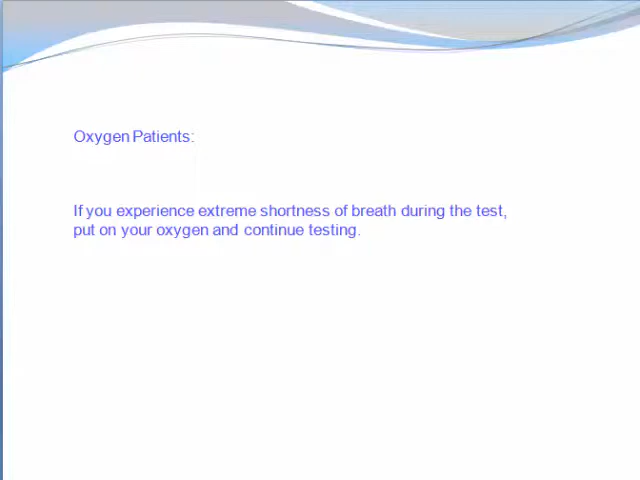 Oxygen Patients:
If you experience extreme shortness of breath during the test,
put on your oxygen and continue testing.